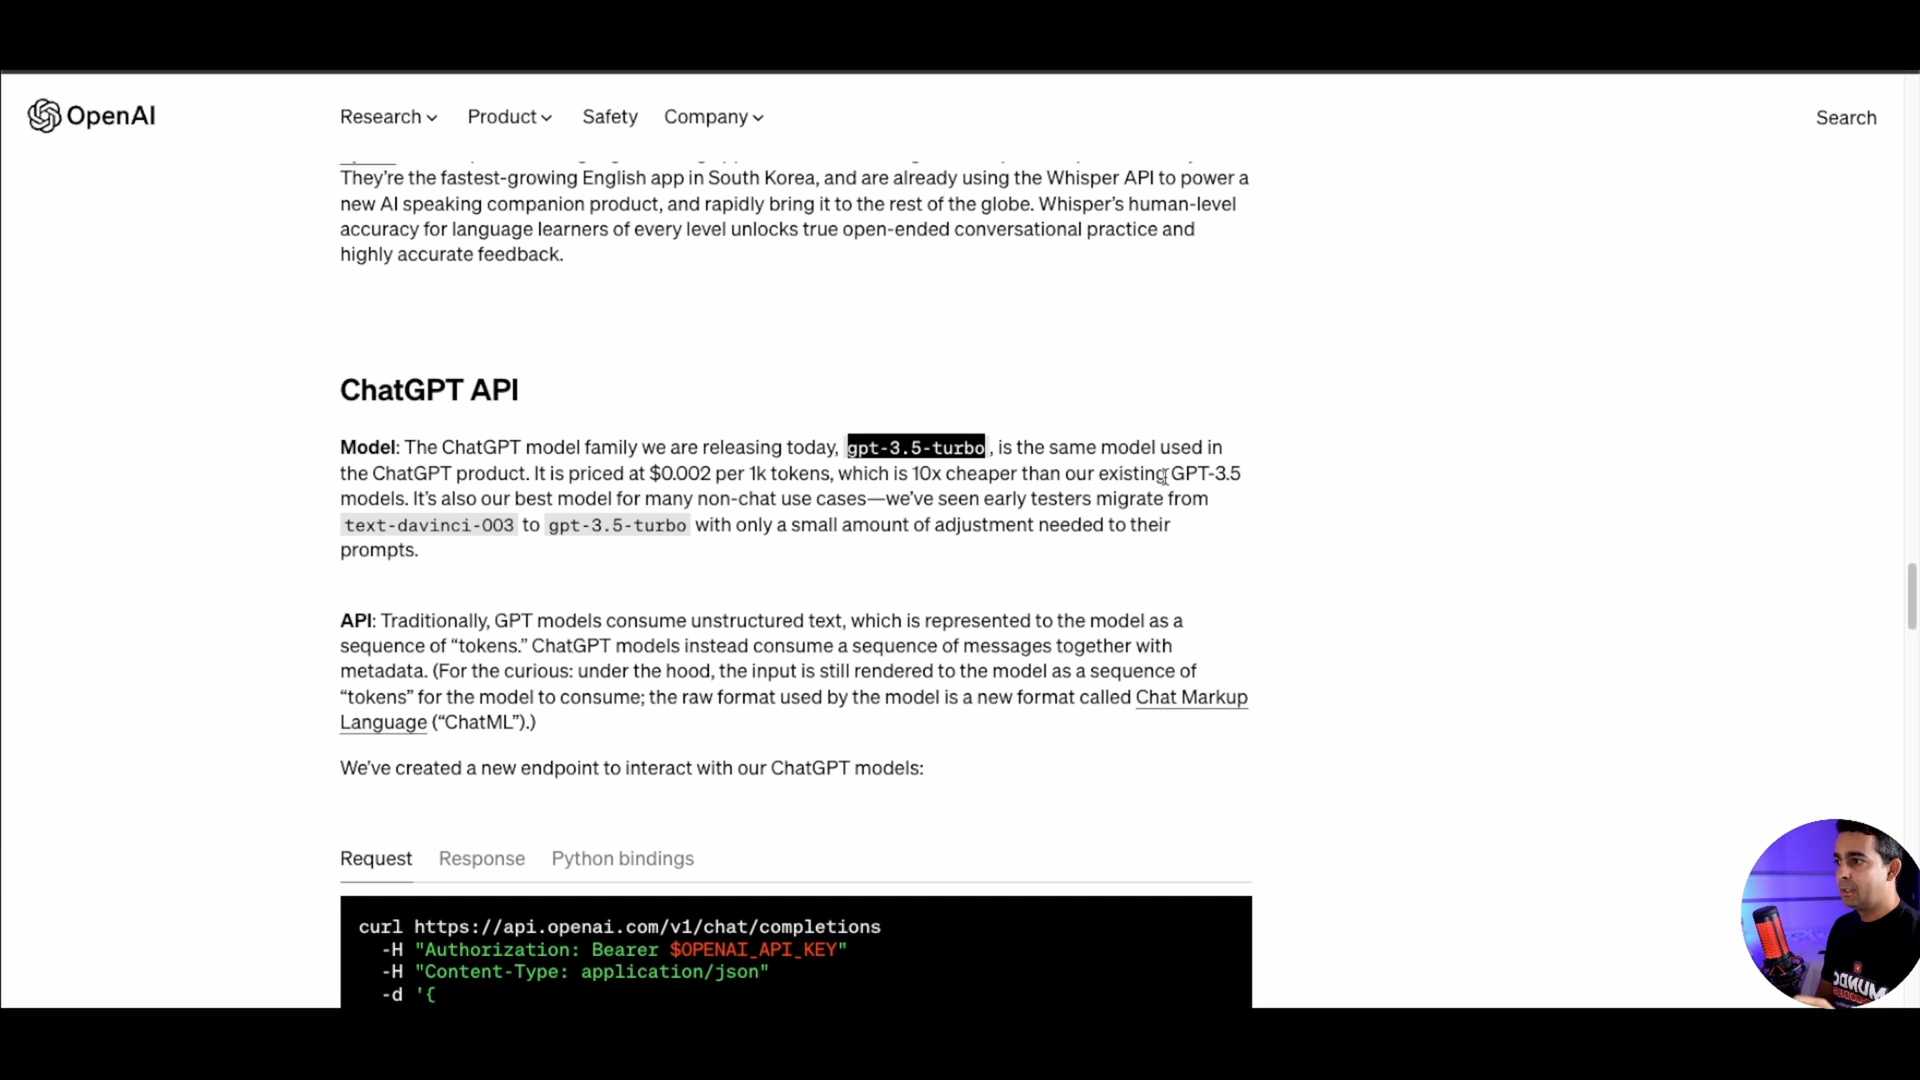 OpenAI
Research Product Safety Company
Search
They're the fastest-growing English app in South Korea, and are already using the Whisper API to power a
new AI speaking companion product, and rapidly bring it to the rest of the globe. Whisper's human-level
accuracy for language learners of every level unlocks true open-ended conversational practice and
highly accurate feedback.
ChatGPT API
Model: The ChatGPT model family we are releasing today, gpt-3.5-turbo, is the same model used in
the ChatGPT product. It is priced at $0.002 per 1k tokens, which is 10x cheaper than our existing GPT-3.5
models. It's also our best model for many non-chat use cases—we've seen early testers migrate from
text-davinci-003 to gpt-3.5-turbo with only a small amount of adjustment needed to their
prompts.
API: Traditionally, GPT models consume unstructured text, which is represented to the model as a
sequence of “tokens.” ChatGPT models instead consume a sequence of messages together with
metadata. (For the curious: under the hood, the input is still rendered to the model as a sequence of
“tokens” for the model to consume; the raw format used by the model is a new format called Chat Markup
Language (“ChatML”).)
We've created a new endpoint to interact with our ChatGPT models:
Request Response Python bindings
curl https://api.openai.com/v1/chat/completions
-H "Authorization: Bearer $OPENAI_API_KEY"
-H "Content-Type: application/json"
-d '{